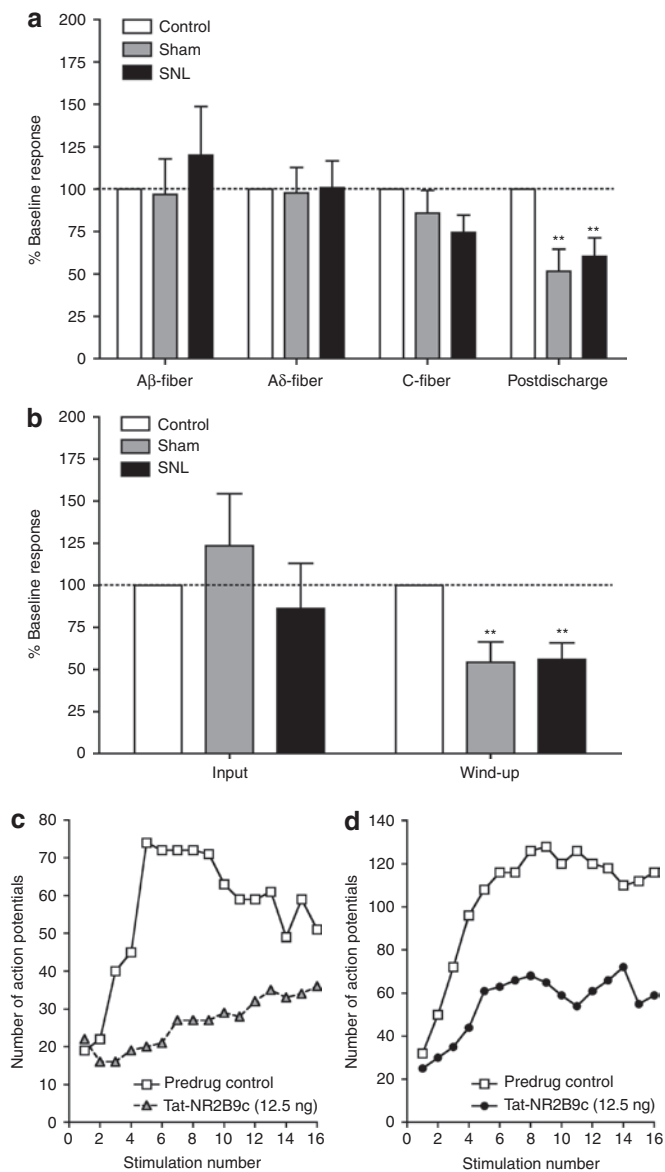 a
Control
Sham
SNL
% Baseline response
200
175
150
125
100
75
50
25
0
** **
Aβ-fiber Aδ-fiber C-fiber Postdischarge
b
Control
Sham
SNL
% Baseline response
200
175
150
125
100
75
50
25
0
** **
Input Wind-up
c
Number of action potentials
80
70
60
50
40
30
20
10
0
Predrug control
Tat-NR2B9c (12.5 ng)
0 2 4 6 8 10 12 14 16
Stimulation number
d
Number of action potentials
140
120
100
80
60
40
20
0
Predrug control
Tat-NR2B9c (12.5 ng)
0 2 4 6 8 10 12 14 16
Stimulation number